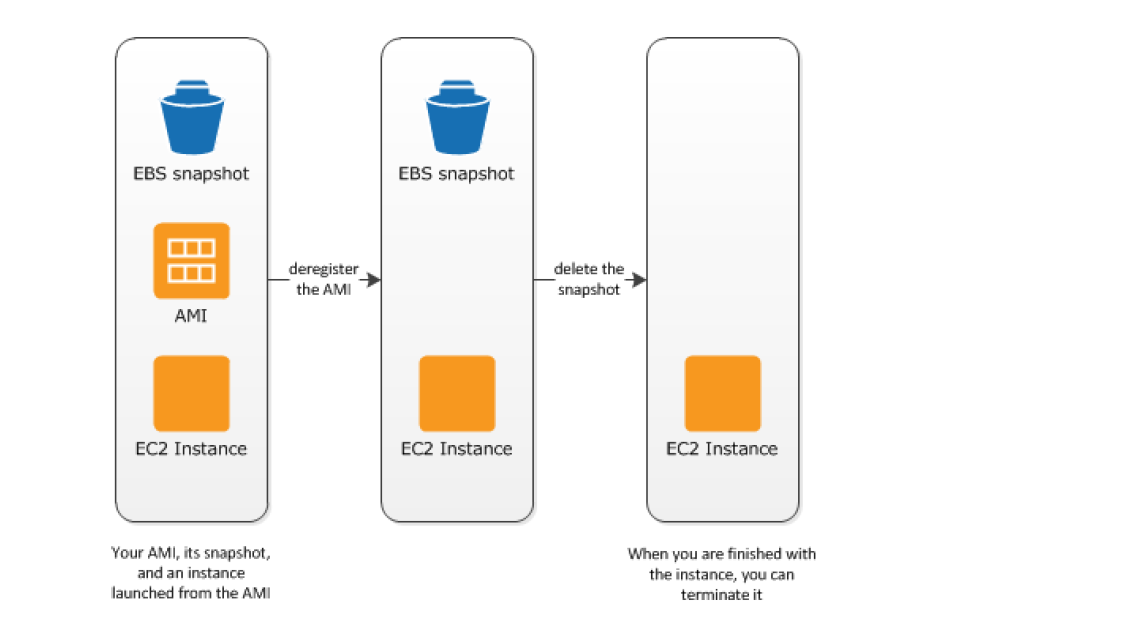 EBS snapshot
AMI
EC2 Instance
deregister
the AMI
EBS snapshot
EC2 Instance
delete the
snapshot
EC2 Instance
Your AMI, its snapshot,
and an instance
launched from the AMI
When you are finished with
the instance, you can
terminate it